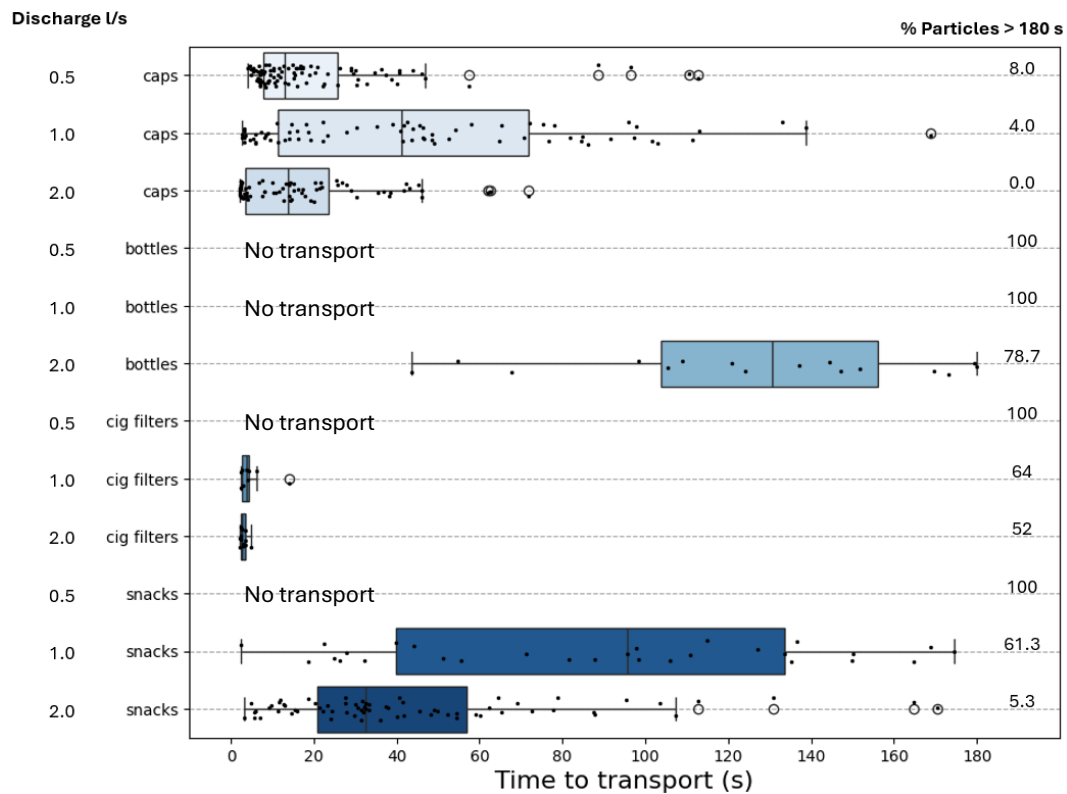 Discharge l/s
% Particles > 180 s
0.5 caps 8.0
1.0 caps 4.0
2.0 caps 0.0
0.5 bottles No transport 100
1.0 bottles No transport 100
2.0 bottles 78.7
0.5 cig filters No transport 100
1.0 cig filters 64
2.0 cig filters 52
0.5 snacks No transport 100
1.0 snacks 61.3
2.0 snacks 5.3
0 20 40 60 80 100 120 140 160 180
Time to transport (s)